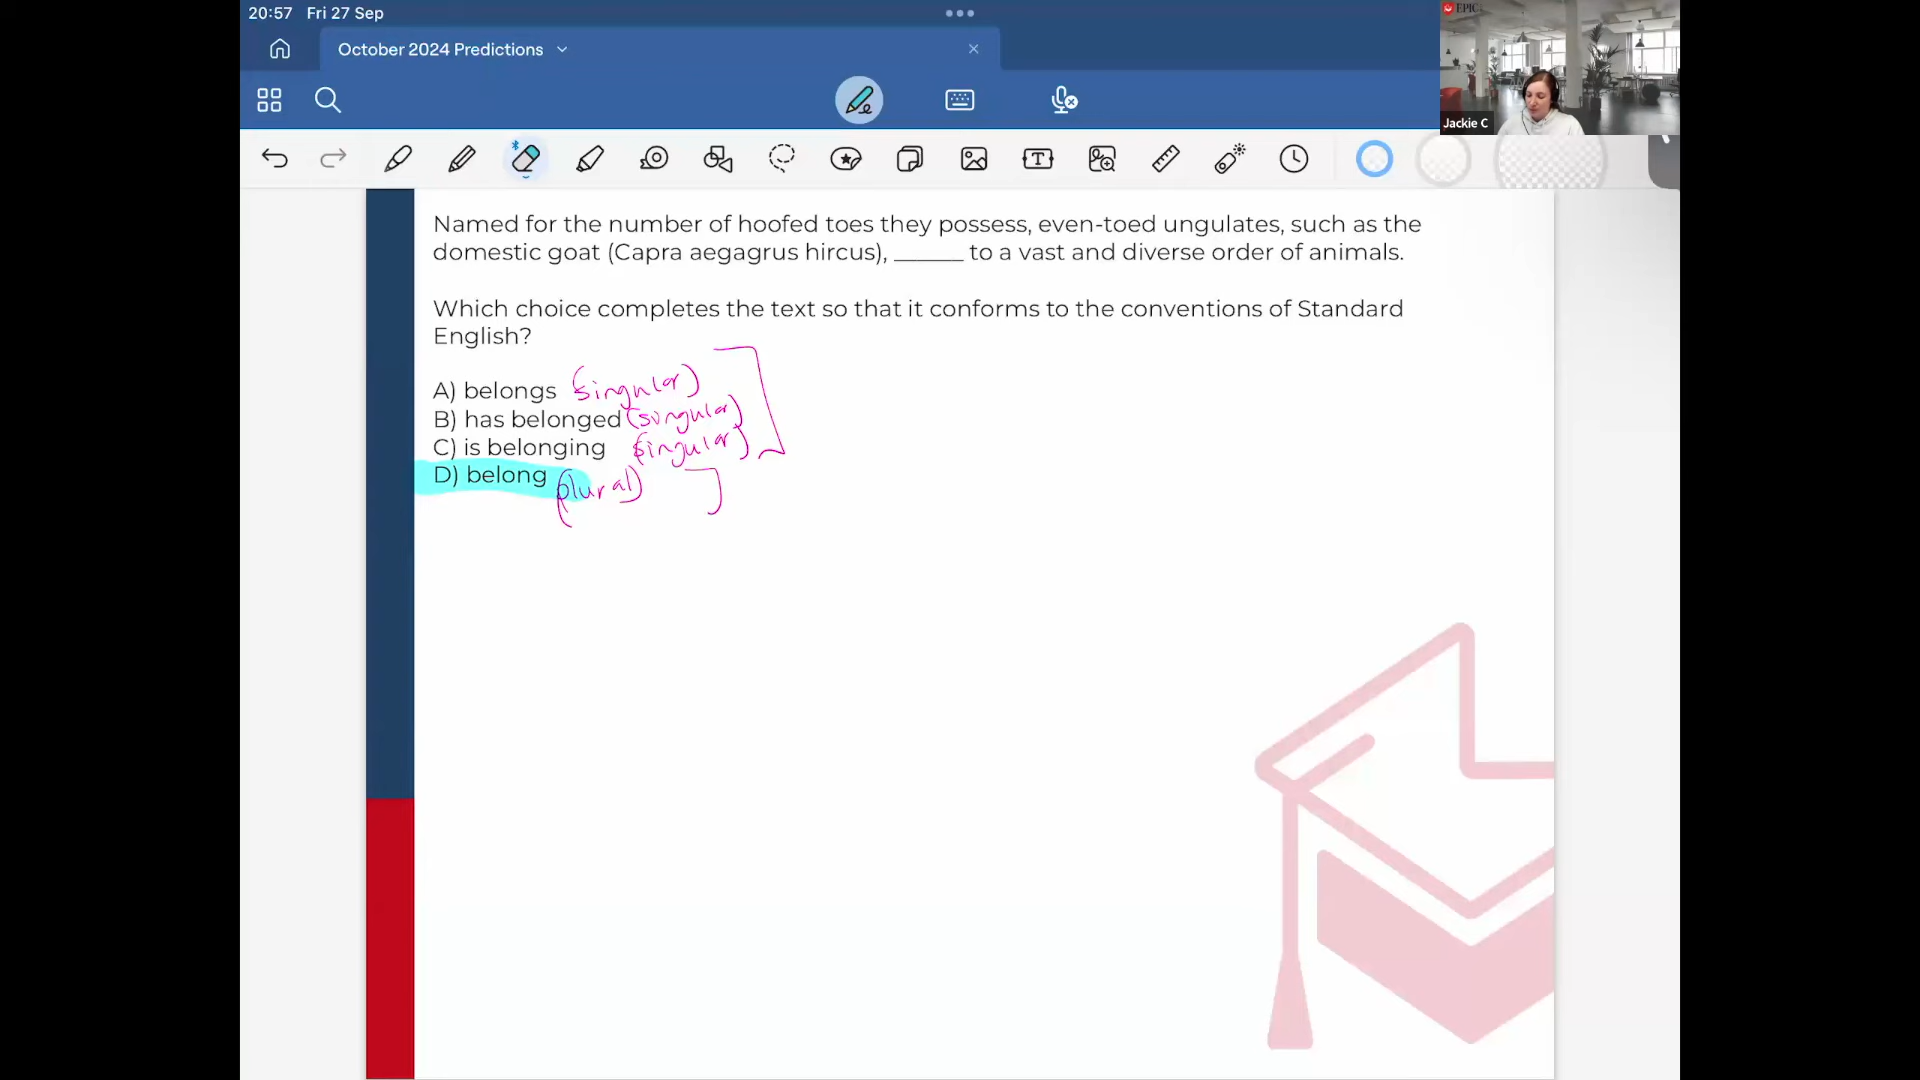 20:57 Fri 27 Sep
October 2024 Predictions
EPIC
Jackie C
T
Named for the number of hoofed toes they possess, even-toed ungulates, such as the
domestic goat (Capra aegagrus hircus), ______ to a vast and diverse order of animals.
Which choice completes the text so that it conforms to the conventions of Standard
English?
A) belongs (singular)
B) has belonged (singular)
C) is belonging (singular)
D) belong (plural)